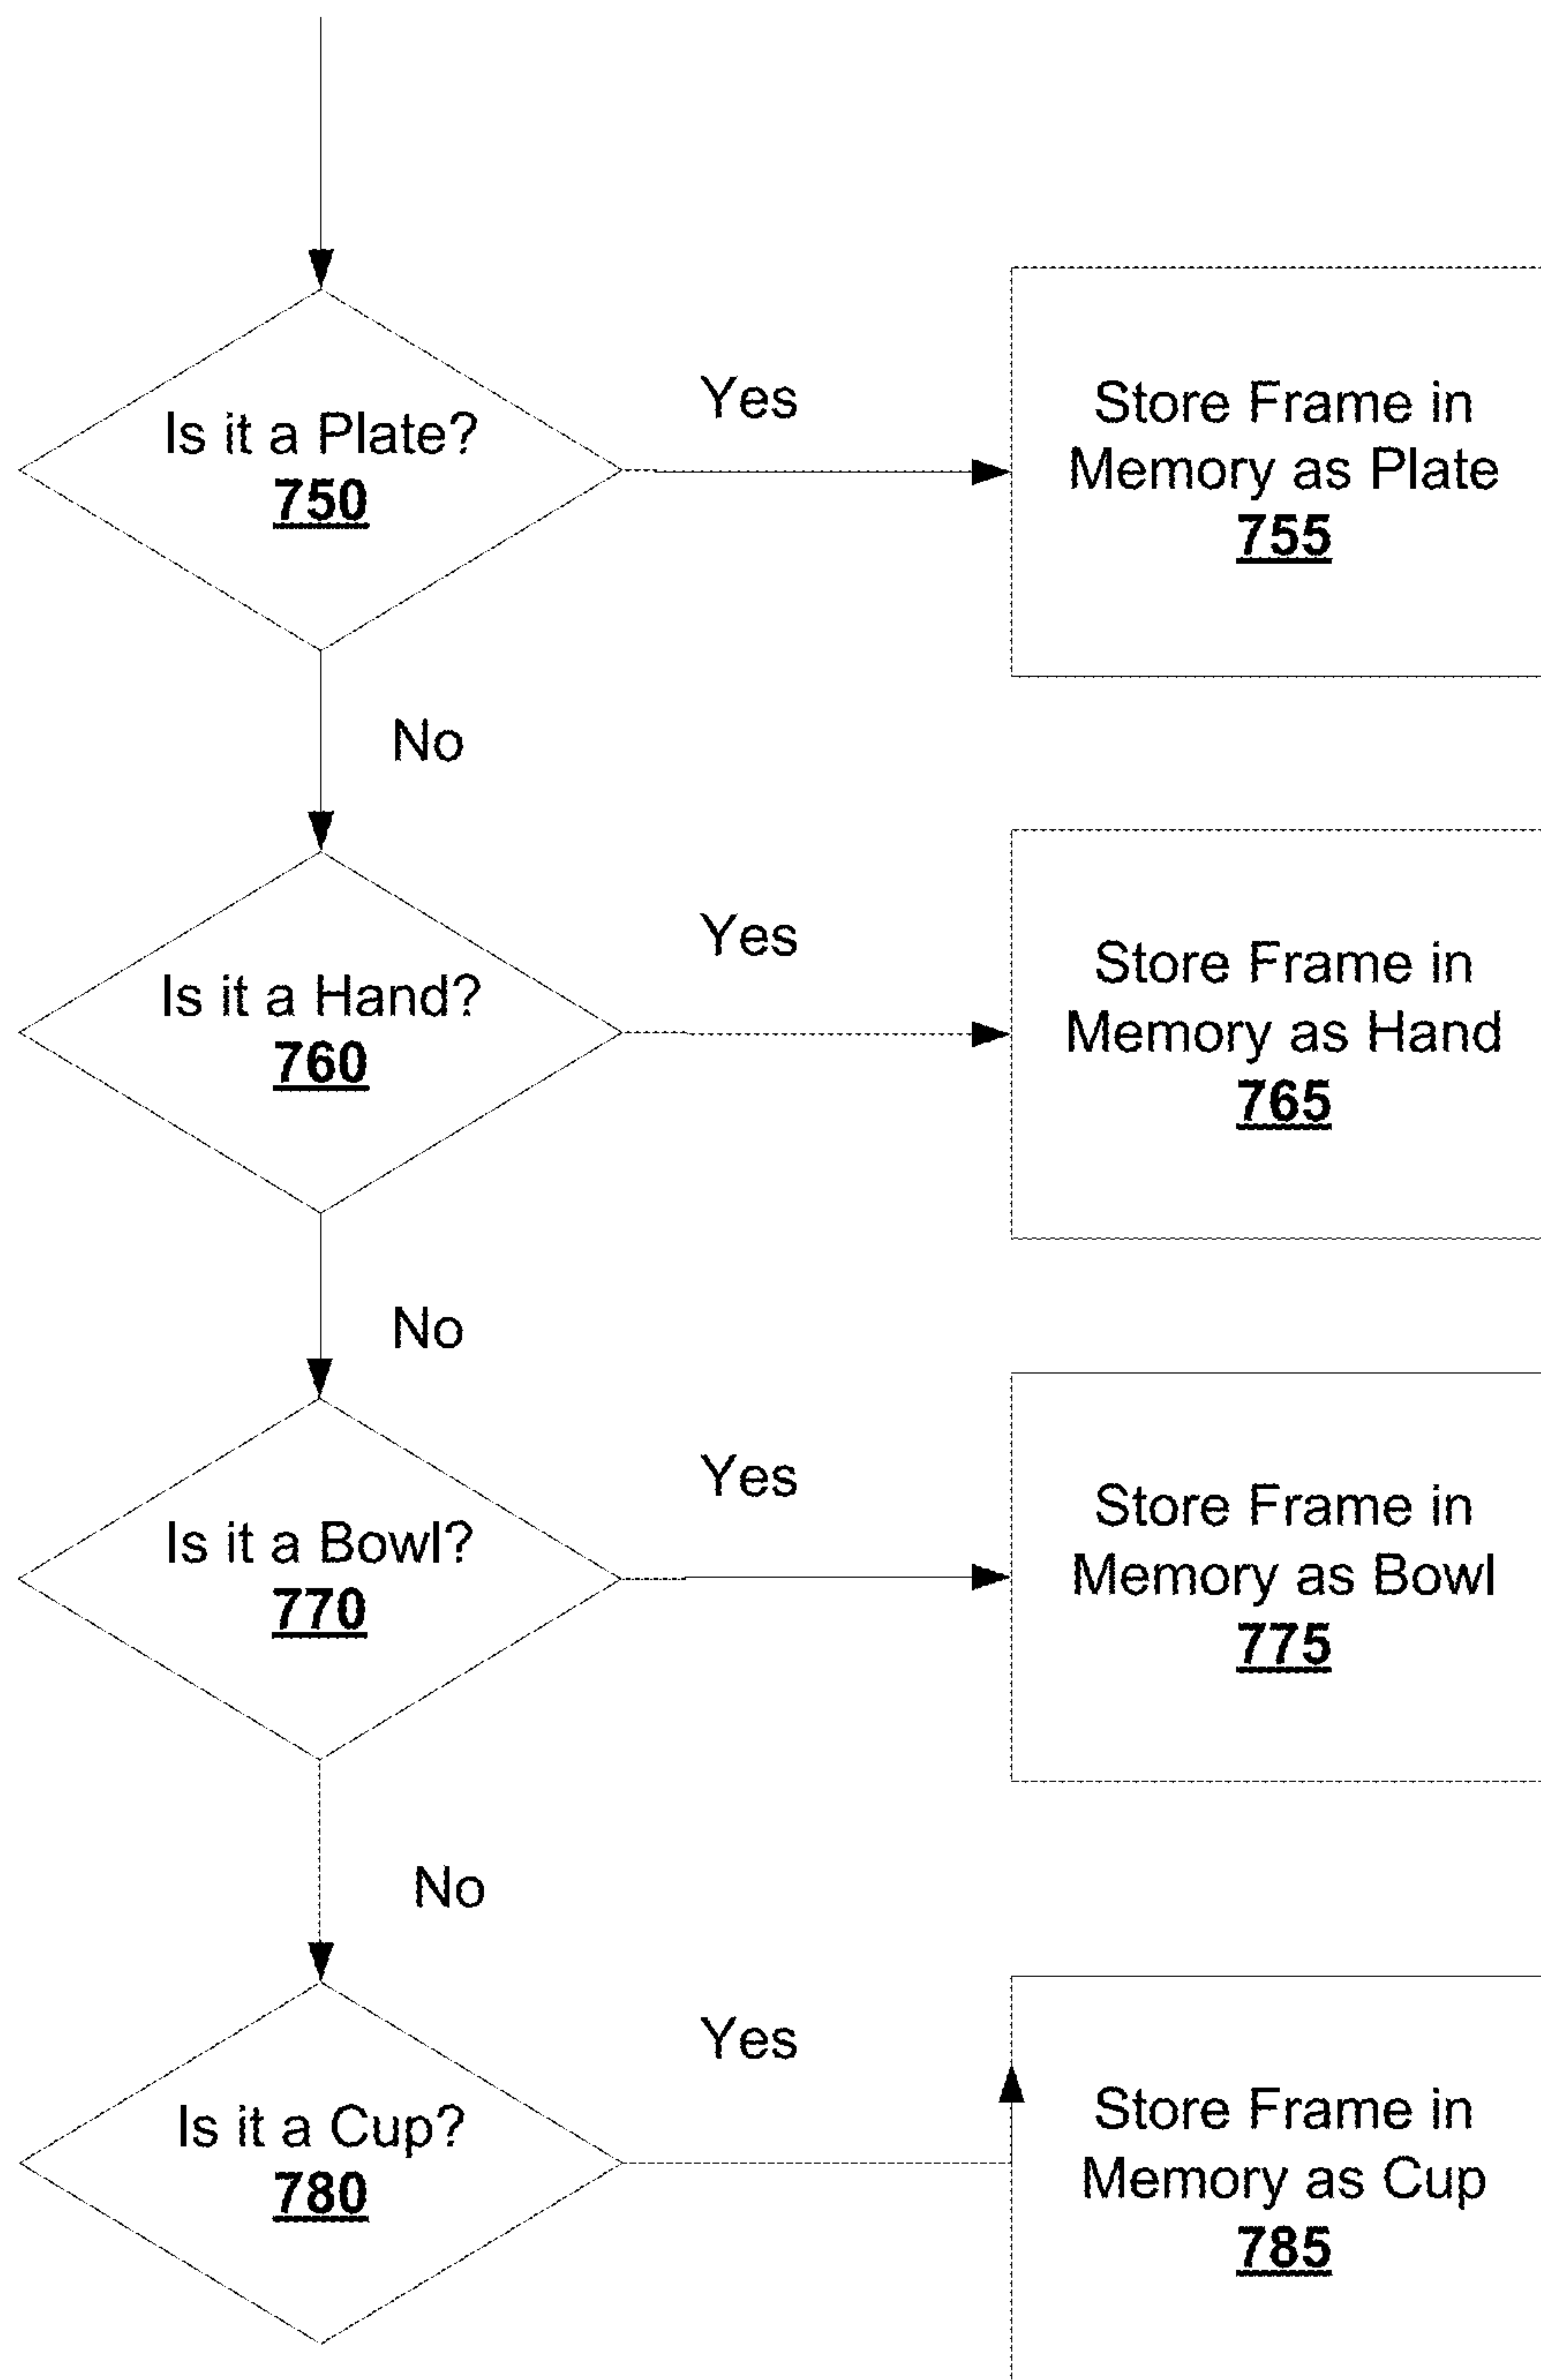 Is it a Plate?
750
Yes
Store Frame in
Memory as Plate
755
No
Is it a Hand?
760
Yes
Store Frame in
Memory as Hand
765
No
Is it a Bowl?
770
Yes
Store Frame in
Memory as Bowl
775
No
Is it a Cup?
780
Yes
Store Frame in
Memory as Cup
785